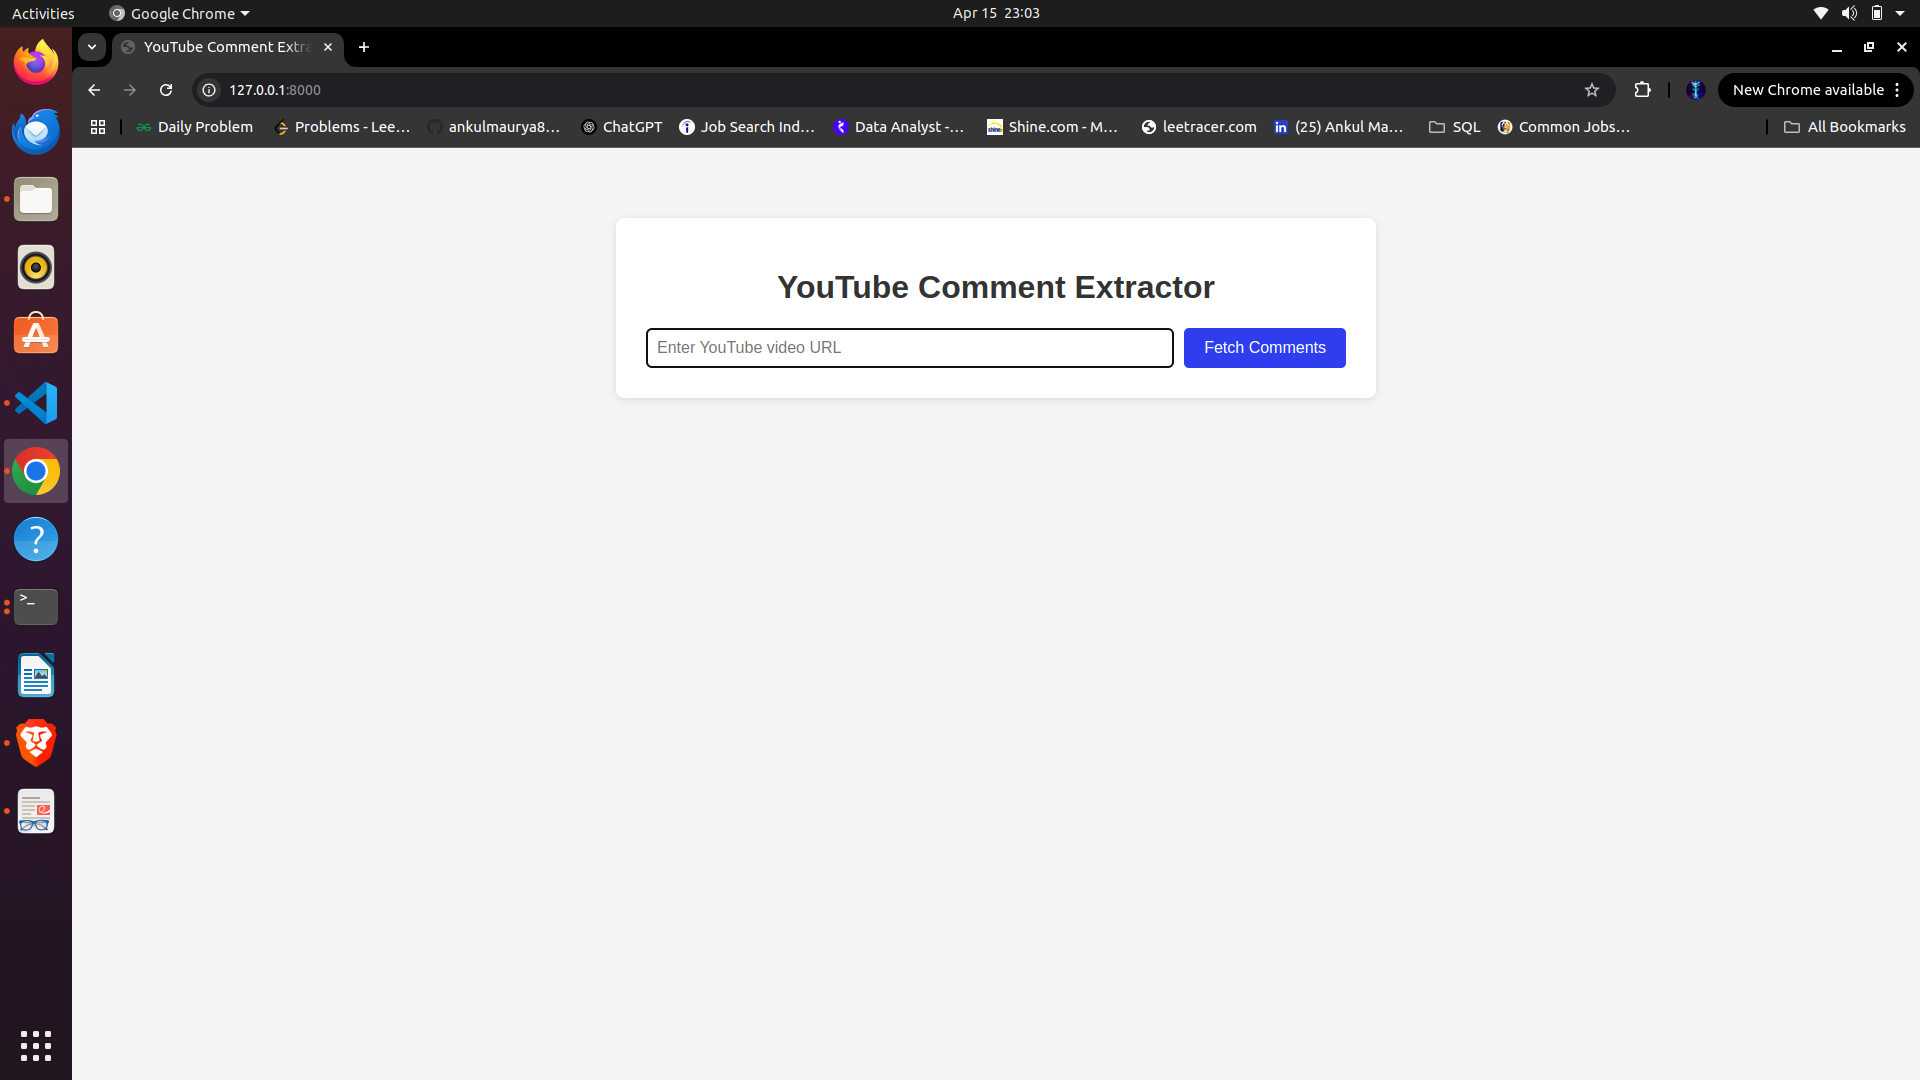 Activities
Google Chrome
Apr 15 23:03
YouTube Comment Extra
127.0.0.1:8000
New Chrome available
Daily Problem
Problems - Lee...
ankulmaurya8...
ChatGPT
Job Search Ind...
Data Analyst -...
Shine.com - M...
leetracer.com
(25) Ankul Ma...
SQL
Common Jobs...
All Bookmarks
YouTube Comment Extractor
Enter YouTube video URL
Fetch Comments